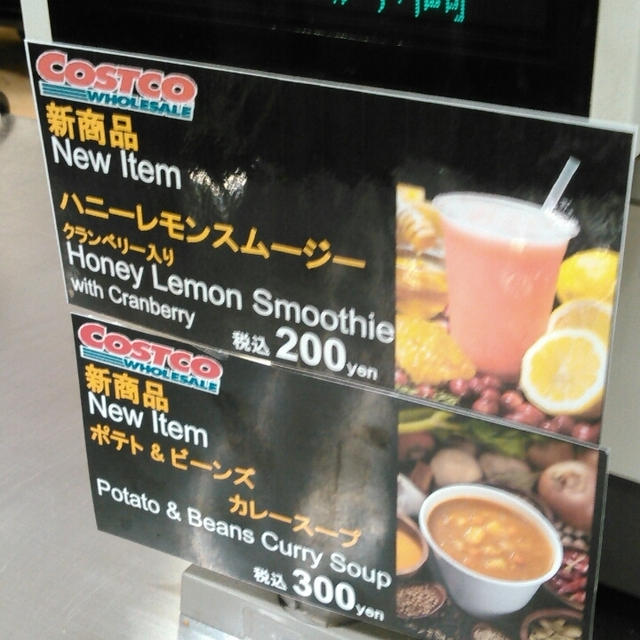 COSTCO
WHOLESALE
新商品
New Item
ハニーレモンスムージー
クランベリー入り
Honey Lemon Smoothie
with Cranberry
税込 200yen
COSTCO
WHOLESALE
新商品
New Item
ポテト&ビーンズ
カレースープ
Potato & Beans Curry Soup
税込 300yen